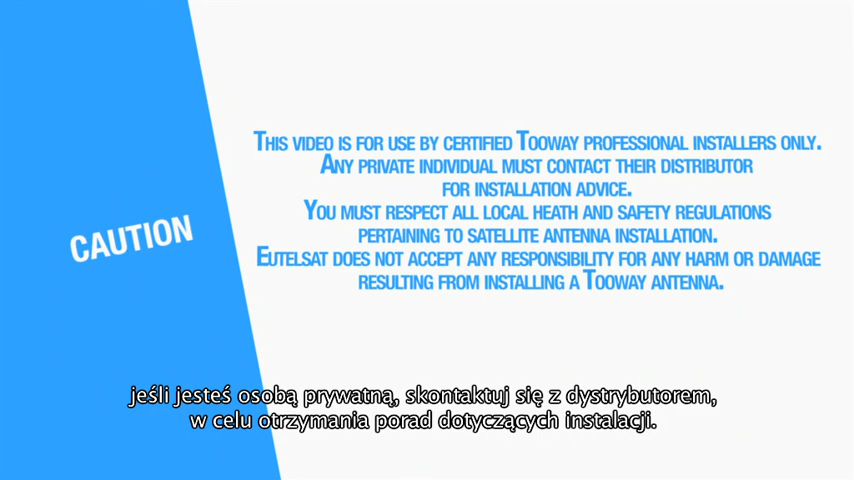 CAUTION
THIS VIDEO IS FOR USE BY CERTIFIED TOOWAY PROFESSIONAL INSTALLERS ONLY.
ANY PRIVATE INDIVIDUAL MUST CONTACT THEIR DISTRIBUTOR
FOR INSTALLATION ADVICE.
YOU MUST RESPECT ALL LOCAL HEATH AND SAFETY REGULATIONS
PERTAINING TO SATELLITE ANTENNA INSTALLATION.
EUTELSAT DOES NOT ACCEPT ANY RESPONSIBILITY FOR ANY HARM OR DAMAGE
RESULTING FROM INSTALLING A TOOWAY ANTENNA.
jeśli jesteś osobą prywatną, skontaktuj się z dystrybutorem,
w celu otrzymania porad dotyczących instalacji.